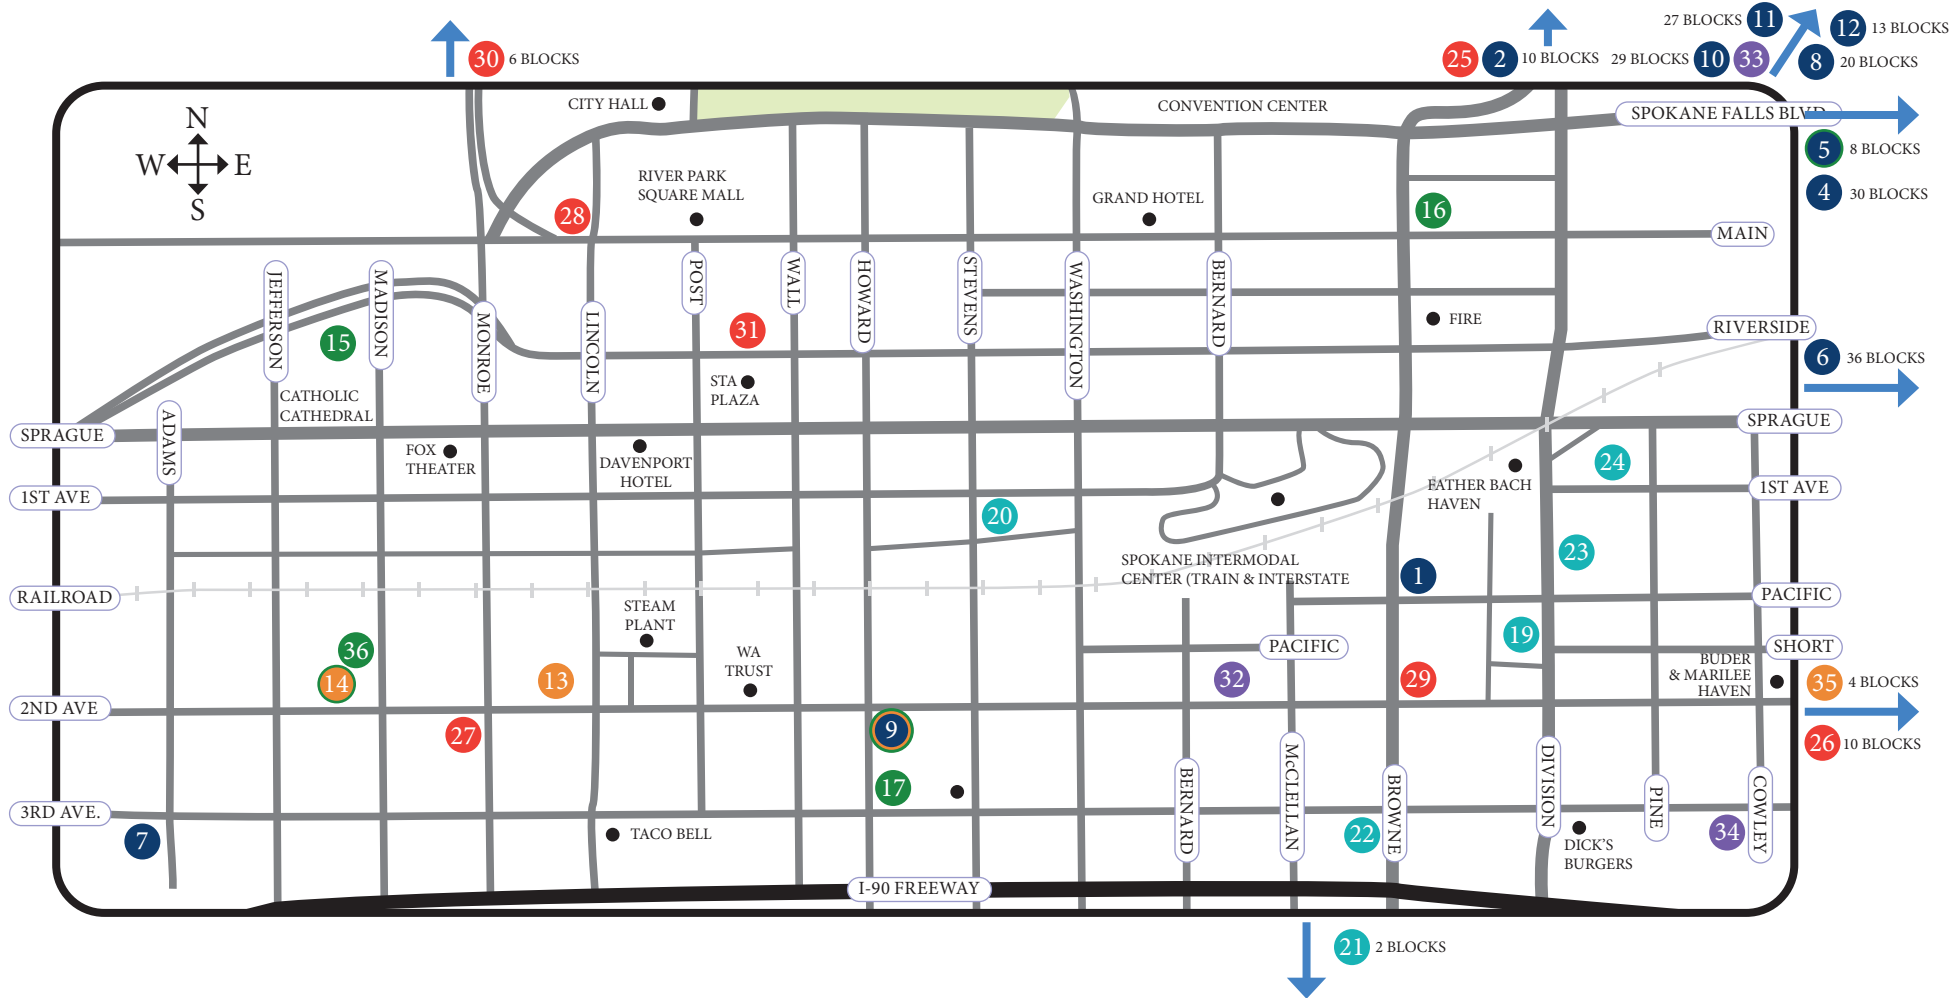 27 BLOCKS 11
12 13 BLOCKS
30 6 BLOCKS
25 2 10 BLOCKS
29 BLOCKS 10 33
8 20 BLOCKS
N
W E
S
CITY HALL
CONVENTION CENTER
SPOKANE FALLS BLVD
5 8 BLOCKS
4 30 BLOCKS
RIVER PARK
SQUARE MALL
GRAND HOTEL
28
16
MAIN
JEFFERSON
MADISON
MONROE
LINCOLN
POST
WALL
HOWARD
STEVENS
WASHINGTON
BERNARD
FIRE
RIVERSIDE
31
15
6 36 BLOCKS
STA
PLAZA
CATHOLIC
CATHEDRAL
ADAMS
SPRAGUE
SPRAGUE
FOX
THEATER
DAVENPORT
HOTEL
24
FATHER BACH
HAVEN
1ST AVE
1ST AVE
20
23
SPOKANE INTERMODAL
CENTER (TRAIN & INTERSTATE
1
RAILROAD
PACIFIC
STEAM
PLANT
19
36
WA
TRUST
PACIFIC
SHORT
BUDER
& MARILEE
HAVEN
14
13
32
29
35 4 BLOCKS
2ND AVE
27
9
26 10 BLOCKS
17
BERNARD
McCLELLAN
BROWNE
DIVISION
PINE
COWLEY
3RD AVE.
7
TACO BELL
22
34
DICK'S
BURGERS
I-90 FREEWAY
21 2 BLOCKS